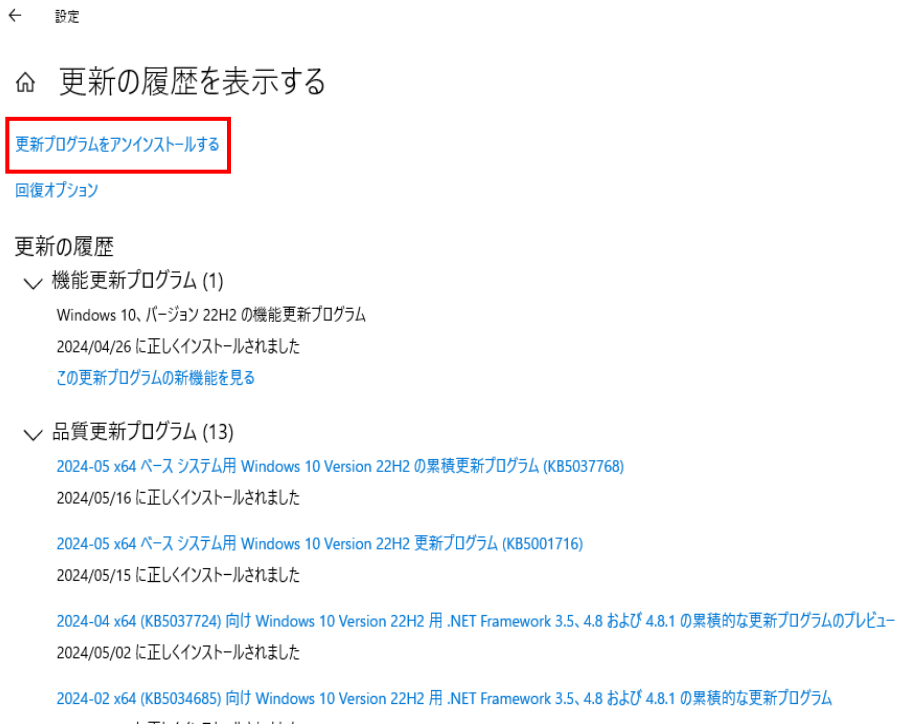 設定
更新の履歴を表示する
更新プログラムをアンインストールする
回復オプション
更新の履歴
機能更新プログラム (1)
Windows 10、バージョン 22H2 の機能更新プログラム
2024/04/26 に正しくインストールされました
この更新プログラムの新機能を見る
品質更新プログラム (13)
2024-05 x64 ベース システム用 Windows 10 Version 22H2 の累積更新プログラム (KB5037768)
2024/05/16 に正しくインストールされました
2024-05 x64 ベース システム用 Windows 10 Version 22H2 更新プログラム (KB5001716)
2024/05/15 に正しくインストールされました
2024-04 x64 (KB5037724) 向け Windows 10 Version 22H2 用 .NET Framework 3.5、4.8 および 4.8.1 の累積的な更新プログラムのプレビュー
2024/05/02 に正しくインストールされました
2024-02 x64 (KB5034685) 向け Windows 10 Version 22H2 用 .NET Framework 3.5、4.8 および 4.8.1 の累積的な更新プログラム